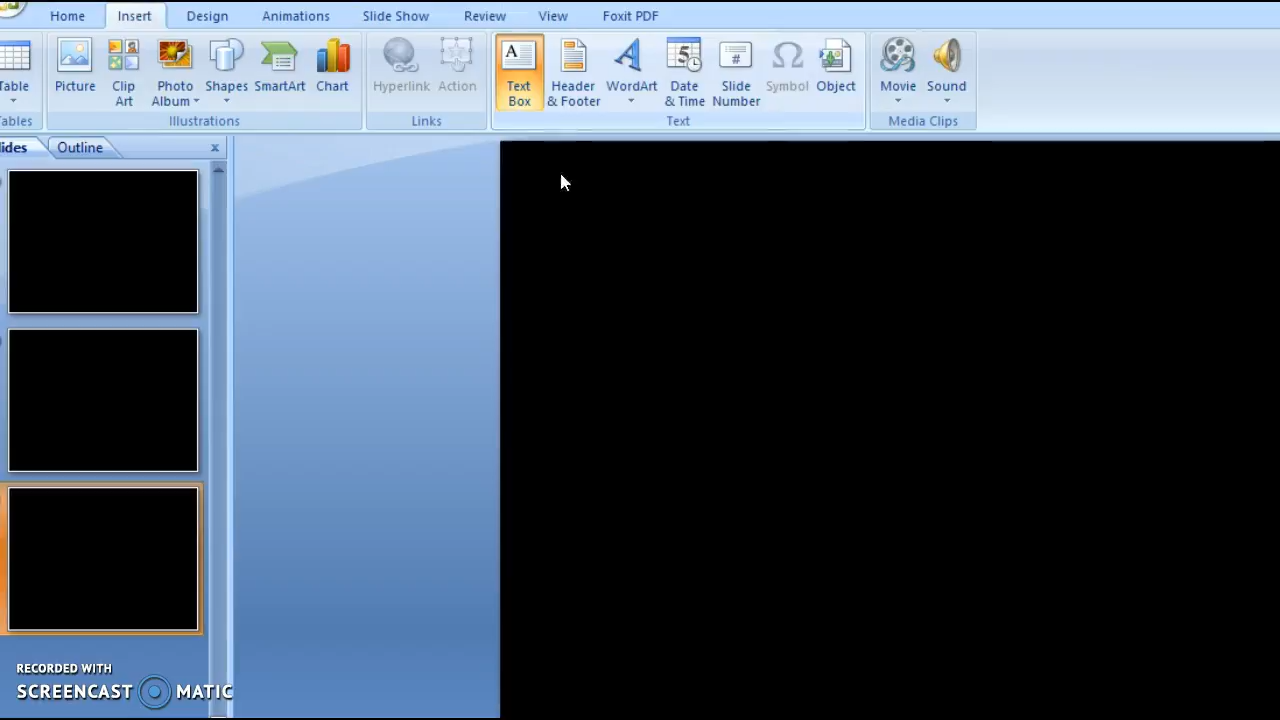 Home Insert Design Animations Slide Show Review View Foxit PDF
Table Picture Clip Art Photo Album Shapes SmartArt Chart Hyperlink Action Text Box Header & Footer WordArt Date & Time Slide Number Symbol Object Movie Sound
Illustrations Links Text Media Clips
Outline x
RECORDED WITH
SCREENCAST MATIC